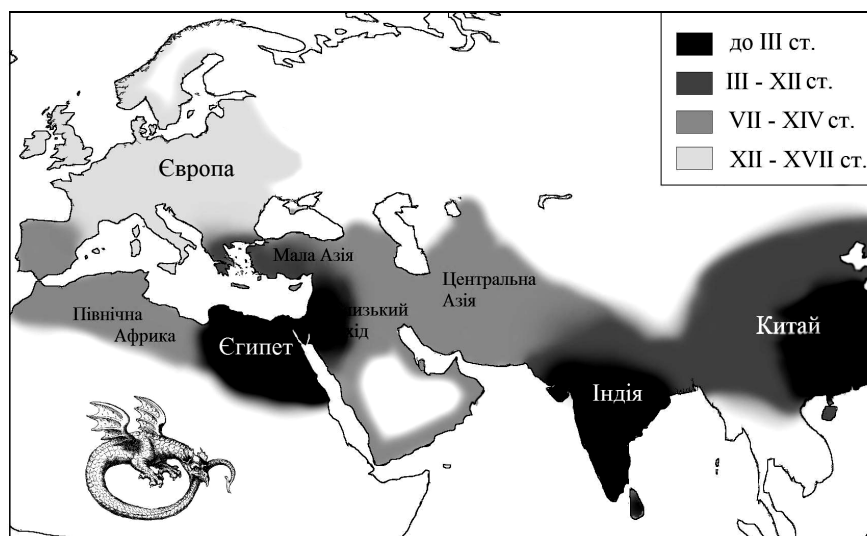 до III ст.
III - XII ст.
VII - XIV ст.
XII - XVII ст.
Європа
Мала Азія
Центральна
Азія
Північна
Африка
Єгипет
Китай
Індія